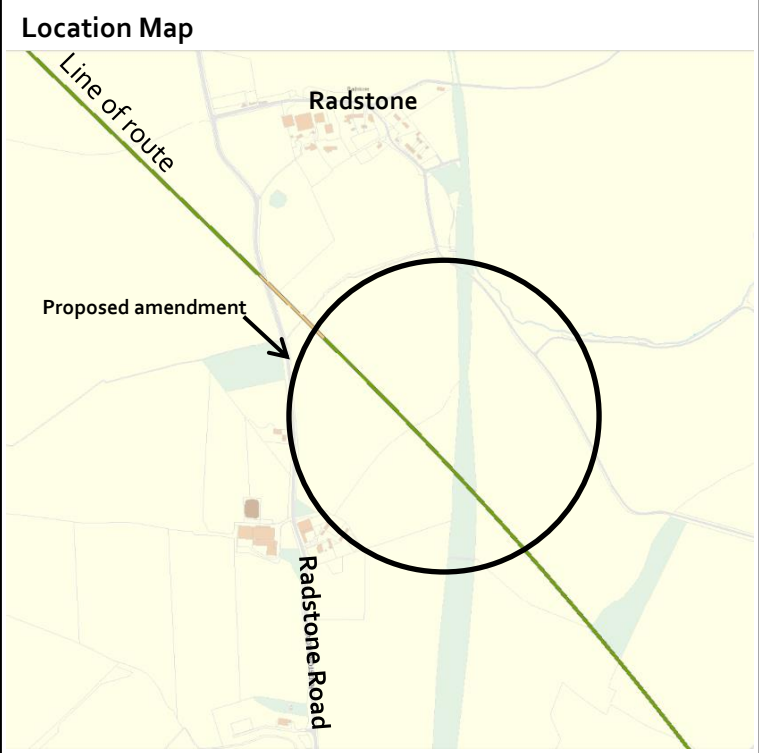 Location Map
Line of route
Radstone
Proposed amendment
Radstone Road